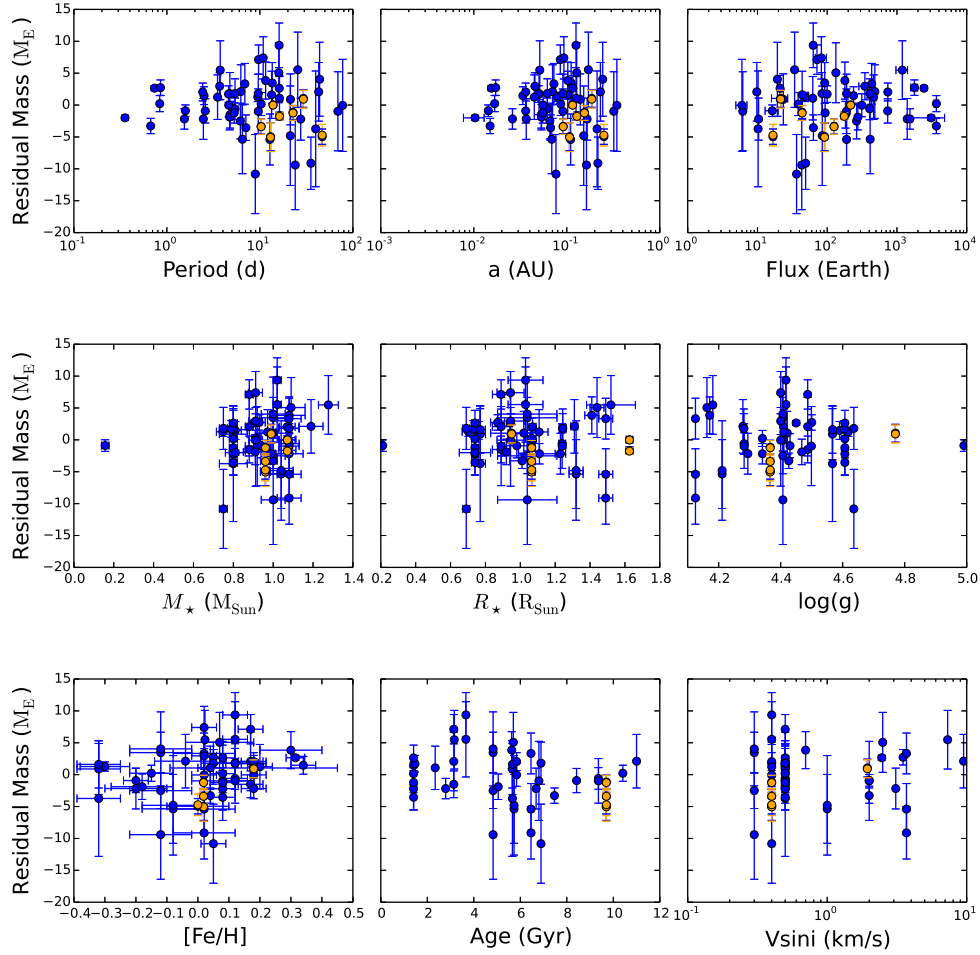 15
10
5
0
−5
−10
−15
−20
Residual Mass (M_E)
10^-1 10^0 10^1 10^2
Period (d)
10^-3 10^-2 10^-1 10^0
a (AU)
10^0 10^1 10^2 10^3 10^4
Flux (Earth)
15
10
5
0
−5
−10
−15
−20
Residual Mass (M_E)
0.0 0.2 0.4 0.6 0.8 1.0 1.2 1.4
M_⋆ (M_Sun)
0.2 0.4 0.6 0.8 1.0 1.2 1.4 1.6 1.8
R_⋆ (R_Sun)
4.2 4.4 4.6 4.8 5.0
log(g)
15
10
5
0
−5
−10
−15
−20
Residual Mass (M_E)
−0.4 −0.3 −0.2 −0.1 0.0 0.1 0.2 0.3 0.4 0.5
[Fe/H]
0 2 4 6 8 10 12
Age (Gyr)
10^-1 10^0 10^1
Vsini (km/s)